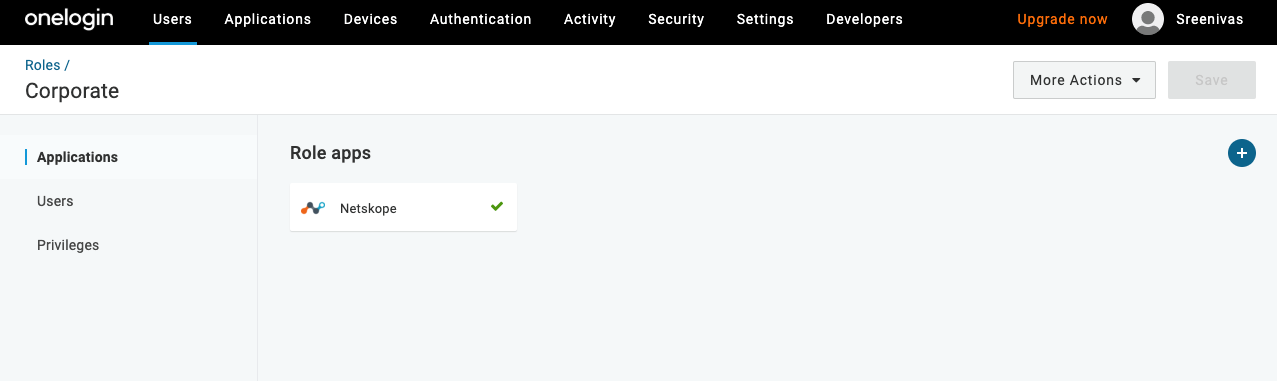 onelogin Users Applications Devices Authentication Activity Security Settings Developers Upgrade now Sreenivas
Roles /
Corporate
More Actions Save
Applications
Users
Privileges
Role apps
Netskope